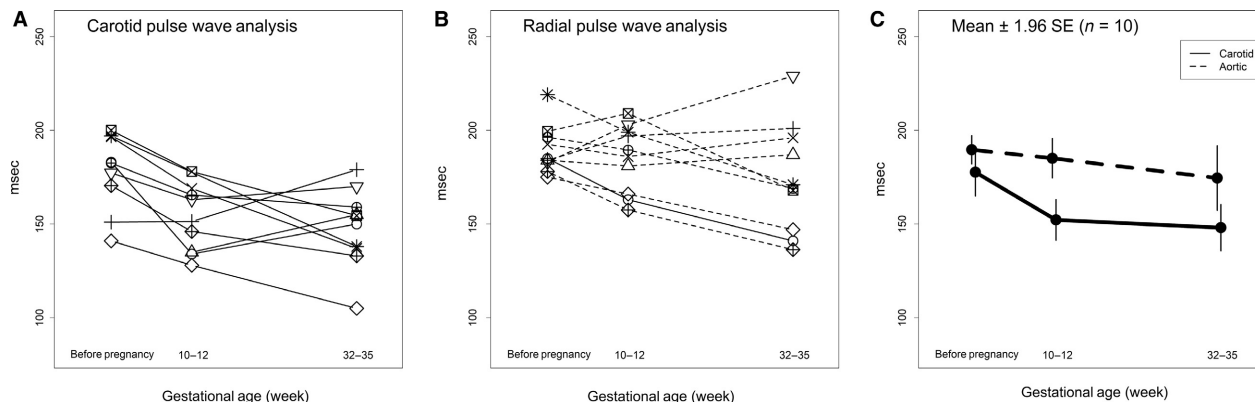 A
Carotid pulse wave analysis
250
200
150
100
msec
Before pregnancy 10–12 32–35
Gestational age (week)
B
Radial pulse wave analysis
250
200
150
100
msec
Before pregnancy 10–12 32–35
Gestational age (week)
C
Mean ± 1.96 SE (n = 10)
Carotid
Aortic
250
200
150
100
msec
Before pregnancy 10–12 32–35
Gestational age (week)